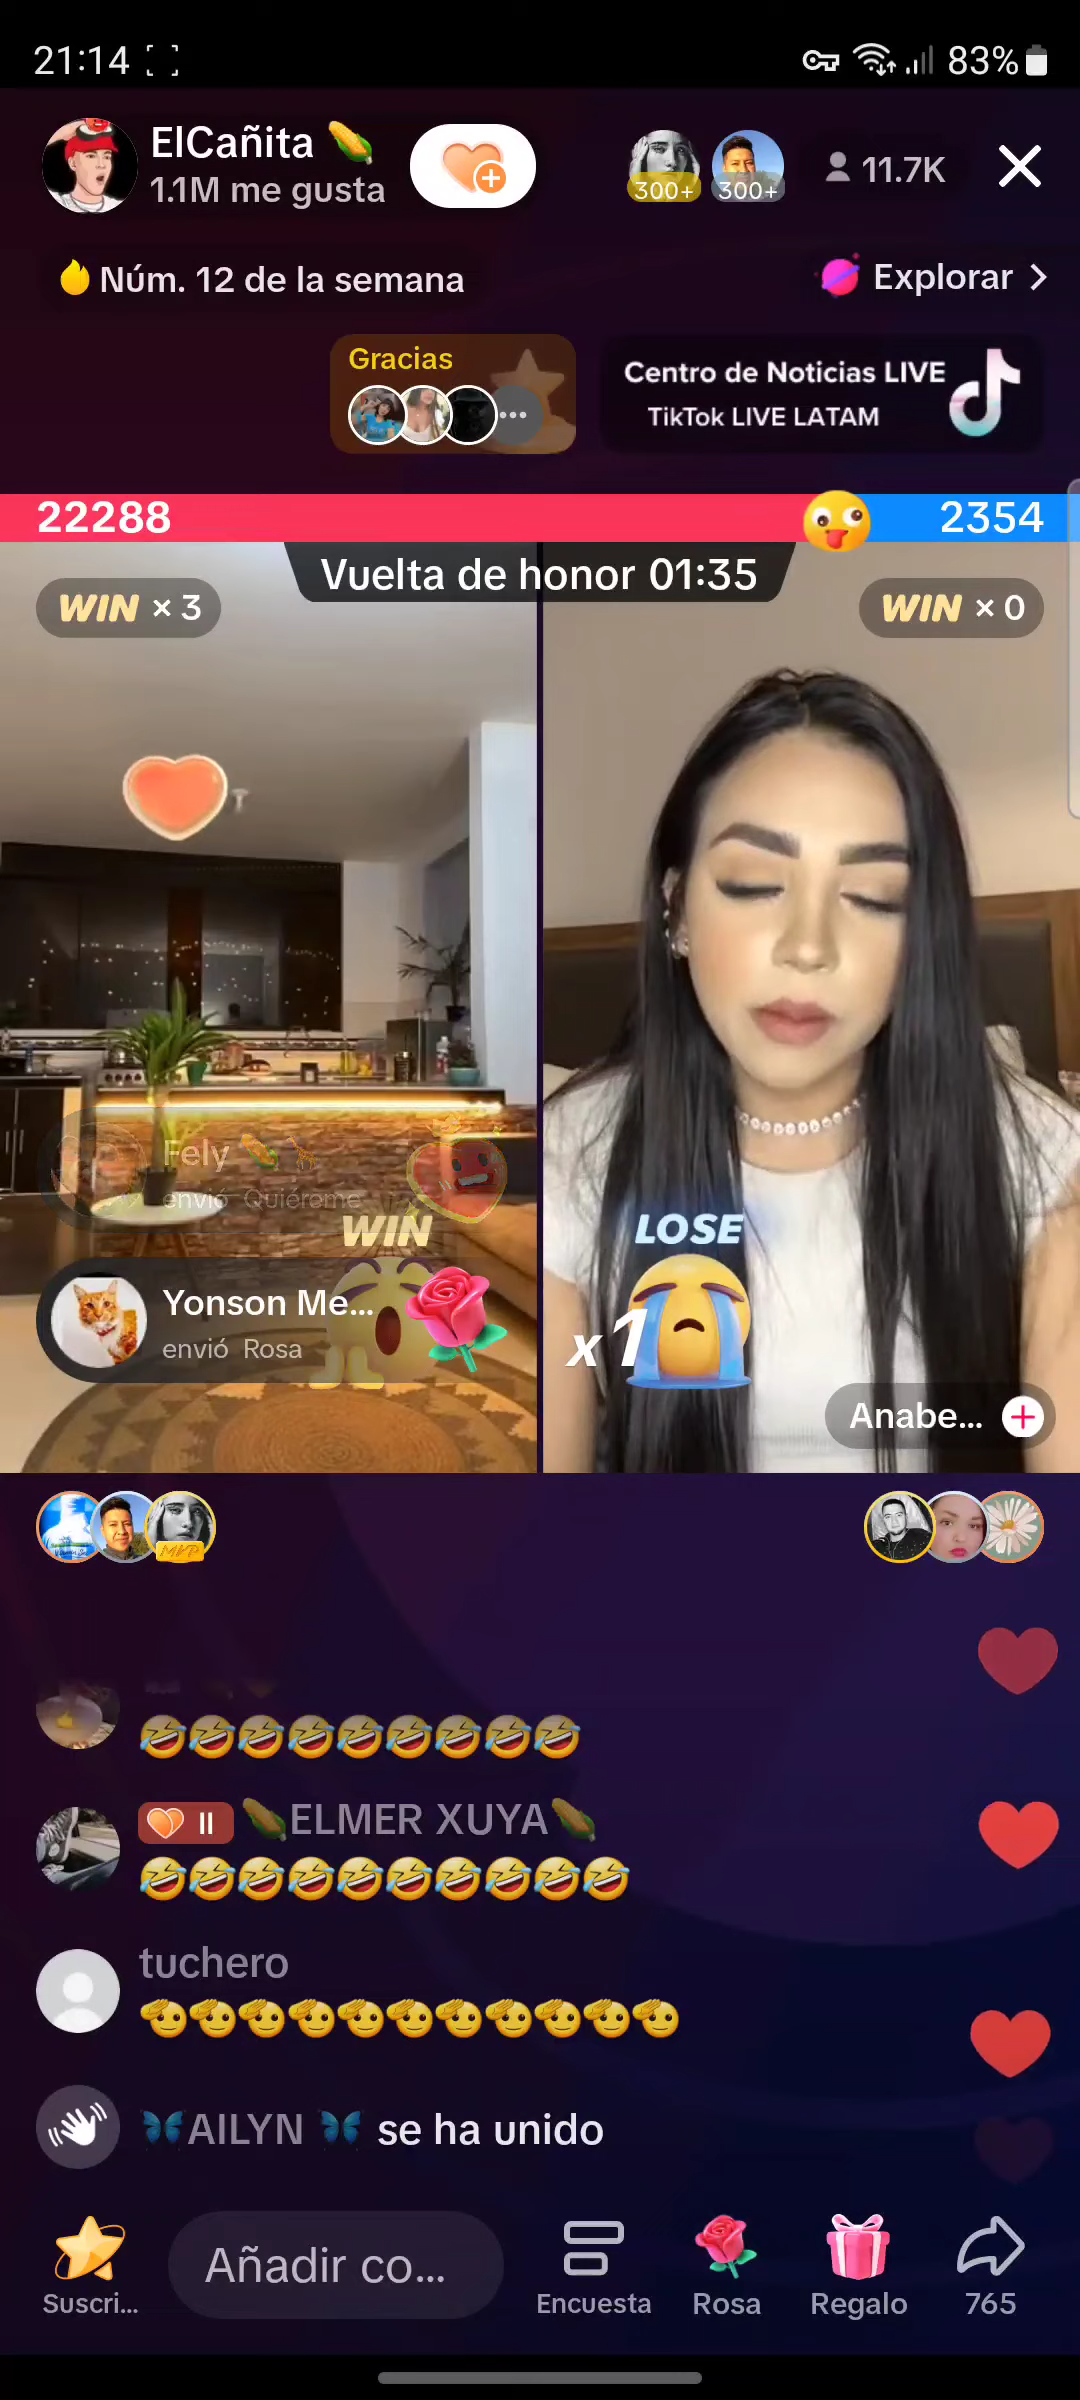 21:14
83%
ElCañita 🌽
1.1M me gusta
300+
300+
11.7K
Núm. 12 de la semana
Explorar >
Gracias
Centro de Noticias LIVE
TikTok LIVE LATAM
22288
2354
Vuelta de honor 01:35
WIN × 3
WIN × 0
Fely 🌽🦒
envió Quiéreme
WIN
Yonson Me...
envió Rosa
LOSE
x1
Anabe...
MVP
🤣🤣🤣🤣🤣🤣🤣🤣🤣
II 🌽ELMER XUYA🌽
🤣🤣🤣🤣🤣🤣🤣🤣🤣🤣
tuchero
🫡🫡🫡🫡🫡🫡🫡🫡🫡🫡🫡
🦋AILYN 🦋 se ha unido
Suscri...
Añadir co...
Encuesta
Rosa
Regalo
765